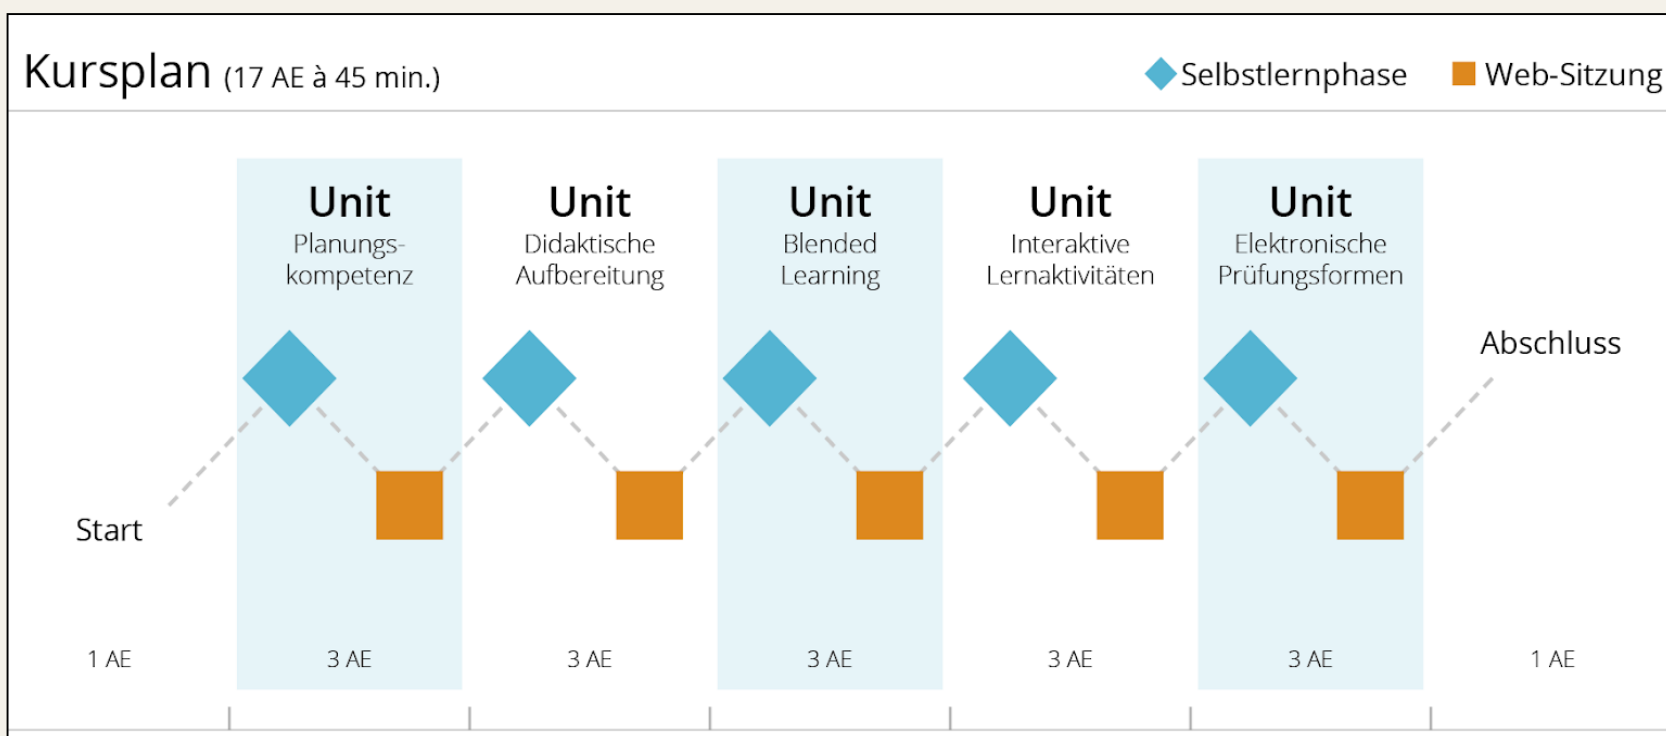 Kursplan (17 AE à 45 min.)
Selbstlernphase
Web-Sitzung
Unit
Planungs-
kompetenz
Unit
Didaktische
Aufbereitung
Unit
Blended
Learning
Unit
Interaktive
Lernaktivitäten
Unit
Elektronische
Prüfungsformen
Abschluss
Start
1 AE
3 AE
3 AE
3 AE
3 AE
3 AE
1 AE